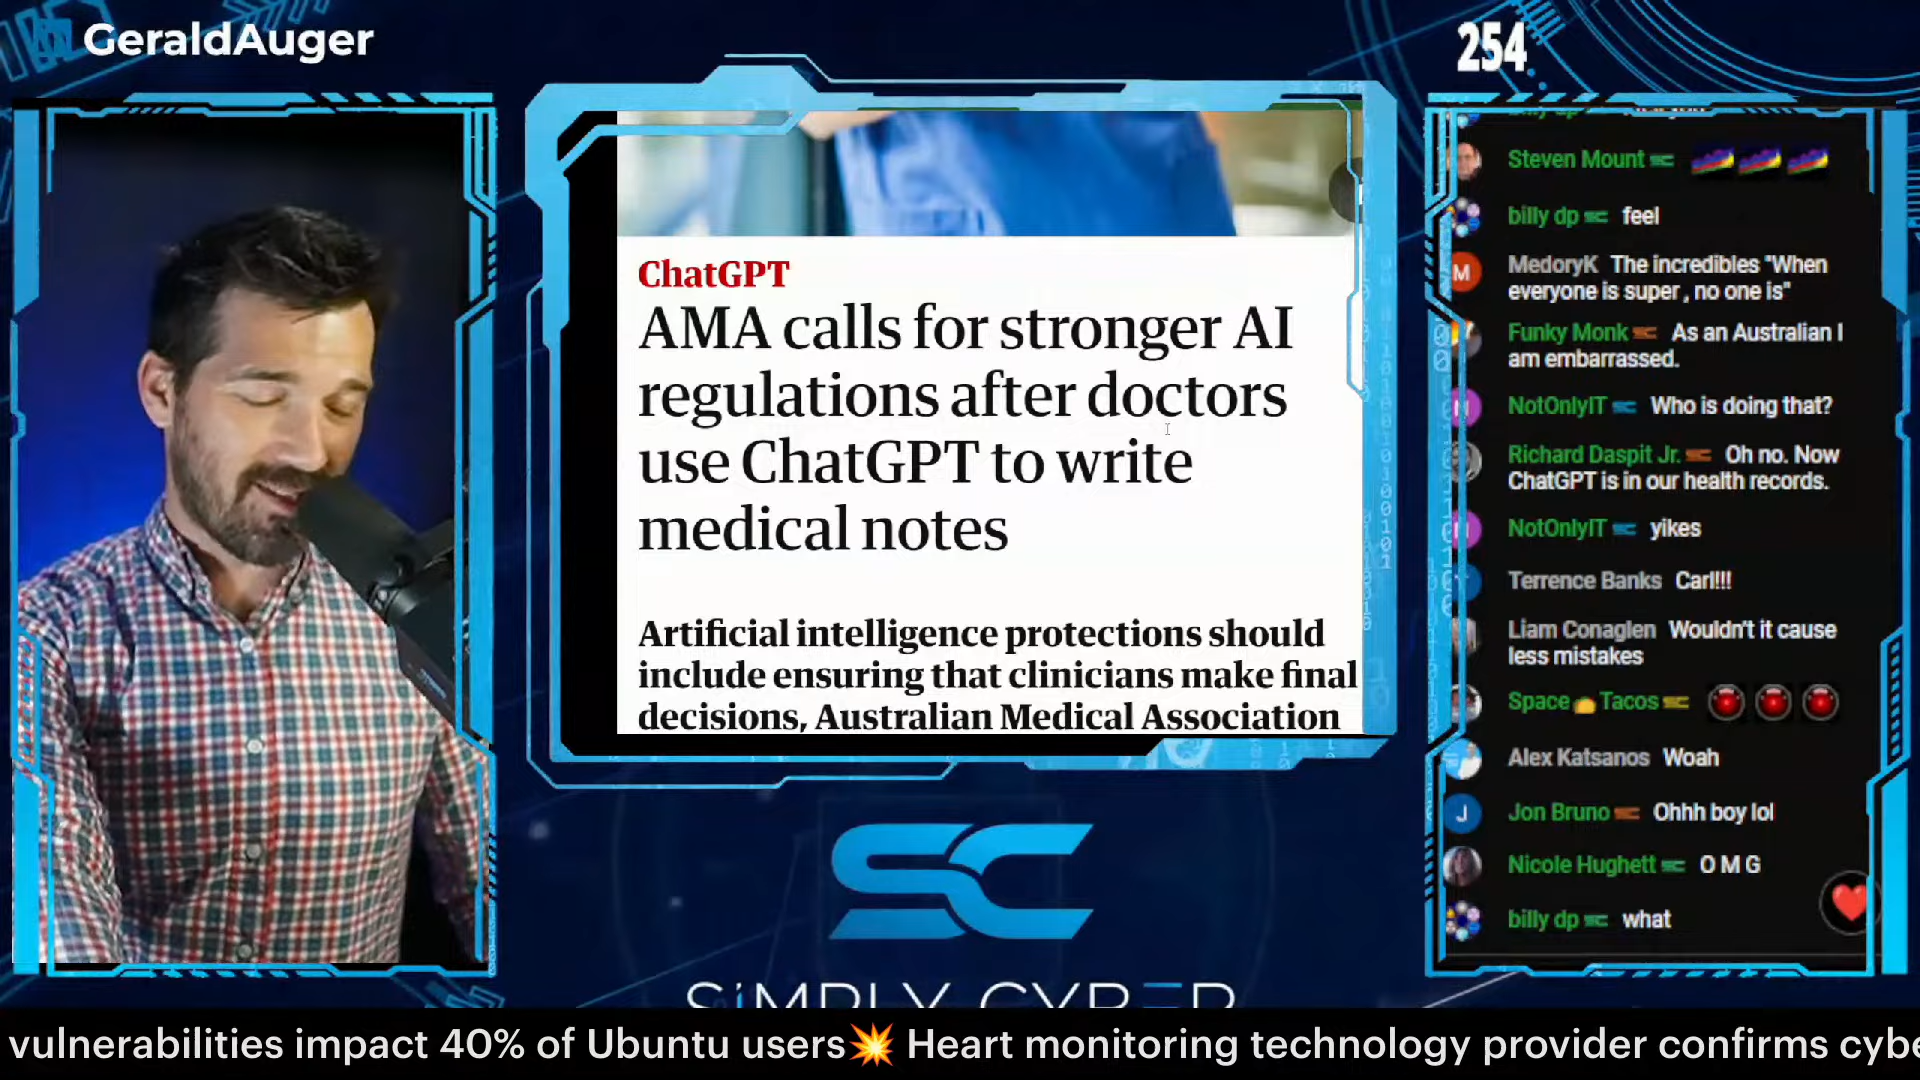 GeraldAuger
254
ChatGPT
AMA calls for stronger AI
regulations after doctors
use ChatGPT to write
medical notes
Artificial intelligence protections should
include ensuring that clinicians make final
decisions, Australian Medical Association
Steven Mount
billy dp feel
MedoryK The incredibles "When
everyone is super , no one is"
Funky Monk As an Australian I
am embarrassed.
NotOnlyIT Who is doing that?
Richard Daspit Jr. Oh no. Now
ChatGPT is in our health records.
NotOnlyIT yikes
Terrence Banks Carl!!!
Liam Conaglen Wouldn't it cause
less mistakes
Space Tacos
Alex Katsanos Woah
Jon Bruno Ohhh boy lol
Nicole Hughett O M G
billy dp what
SC
SiMPLY CYBER
vulnerabilities impact 40% of Ubuntu users💥 Heart monitoring technology provider confirms cybe